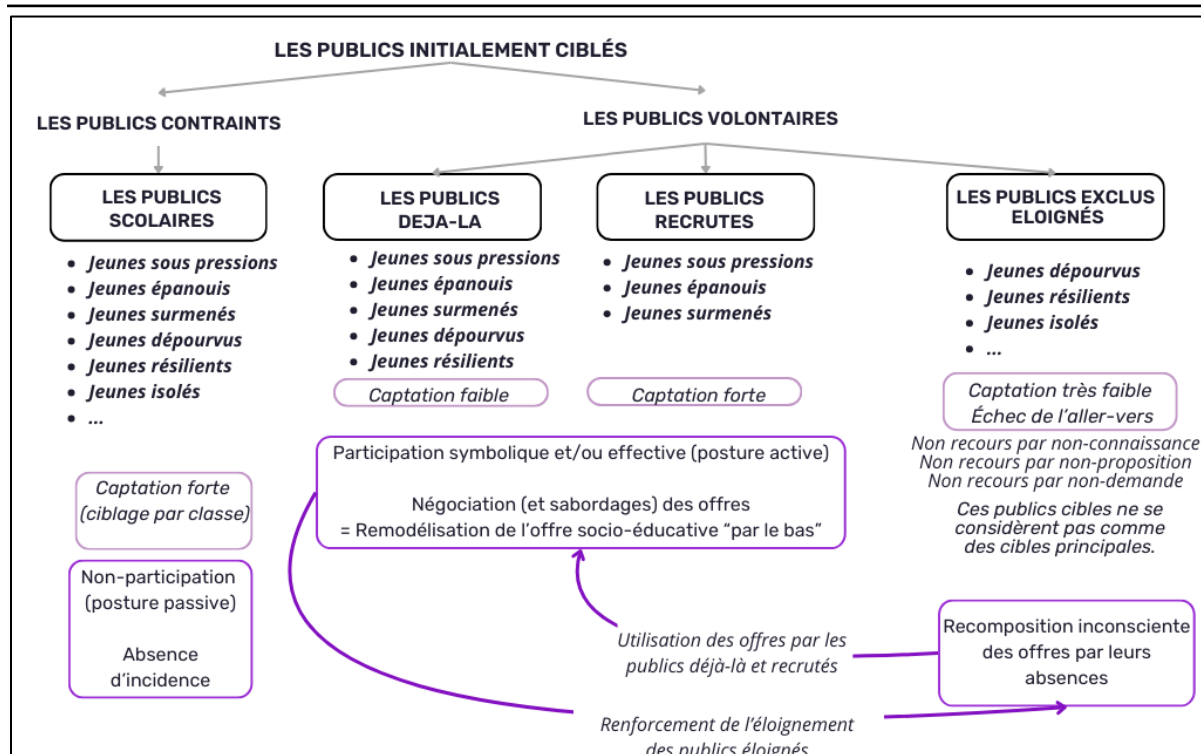 LES PUBLICS INITIALEMENT CIBLÉS
LES PUBLICS CONTRAINTS
LES PUBLICS VOLONTAIRES
LES PUBLICS
SCOLAIRES
• Jeunes sous pressions
• Jeunes épanouis
• Jeunes surmenés
• Jeunes dépourvus
• Jeunes résilients
• Jeunes isolés
• ...
Captation forte
(ciblage par classe)
Non-participation
(posture passive)
Absence
d'incidence
LES PUBLICS
DEJA-LA
• Jeunes sous pressions
• Jeunes épanouis
• Jeunes surmenés
• Jeunes dépourvus
• Jeunes résilients
Captation faible
LES PUBLICS
RECRUTES
• Jeunes sous pressions
• Jeunes épanouis
• Jeunes surmenés
Captation forte
Participation symbolique et/ou effective (posture active)
Négociation (et sabordages) des offres
= Remodélisation de l'offre socio-éducative “par le bas”
LES PUBLICS EXCLUS
ELOIGNÉS
• Jeunes dépourvus
• Jeunes résilients
• Jeunes isolés
• ...
Captation très faible
Échec de l'aller-vers
Non recours par non-connaissance
Non recours par non-proposition
Non recours par non-demande
Ces publics cibles ne se
considèrent pas comme
des cibles principales.
Recomposition inconsciente
des offres par leurs
absences
Utilisation des offres par les
publics déjà-là et recrutés
Renforcement de l'éloignement
des publics éloignés